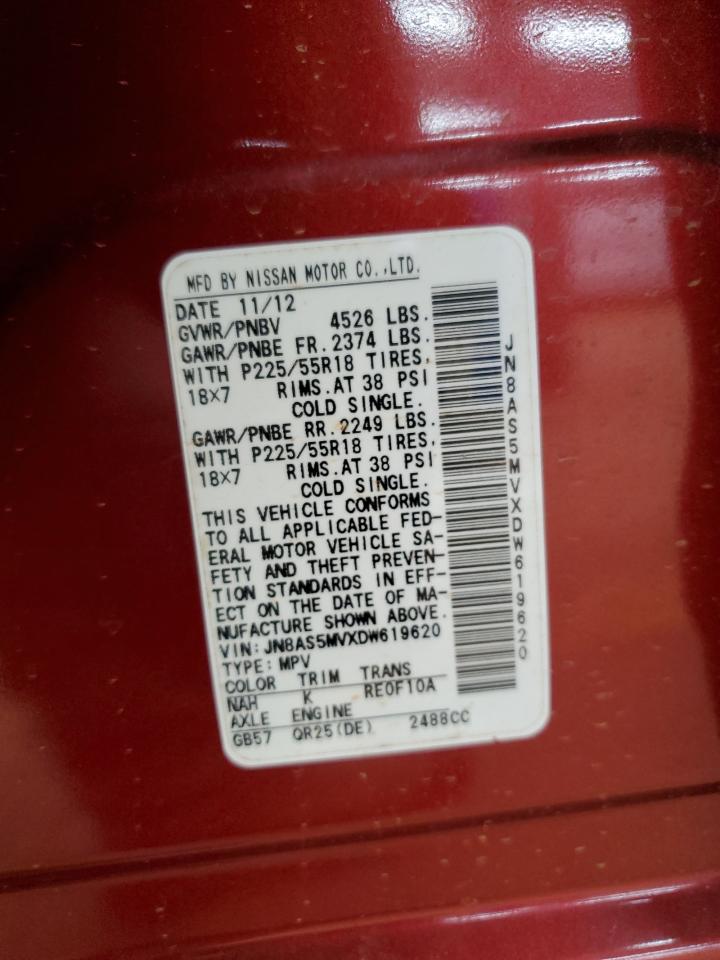 MFD BY NISSAN MOTOR CO.,LTD.
DATE 11/12
GVWR/PNBV 4526 LBS.
GAWR/PNBE FR. 2374 LBS.
WITH P225/55R18 TIRES,
18X7 RIMS.AT 38 PSI
COLD SINGLE.
GAWR/PNBE RR. 2249 LBS.
WITH P225/55R18 TIRES,
18X7 RIMS.AT 38 PSI
COLD SINGLE.
THIS VEHICLE CONFORMS
TO ALL APPLICABLE FED-
ERAL MOTOR VEHICLE SA-
FETY AND THEFT PREVEN-
TION STANDARDS IN EFF-
ECT ON THE DATE OF MA-
NUFACTURE SHOWN ABOVE.
VIN: JN8AS5MVXDW619620
TYPE: MPV
COLOR TRIM TRANS
NAH K RE0F10A
AXLE ENGINE
GB57 QR25(DE) 2488CC
JN8AS5MVXDW619620